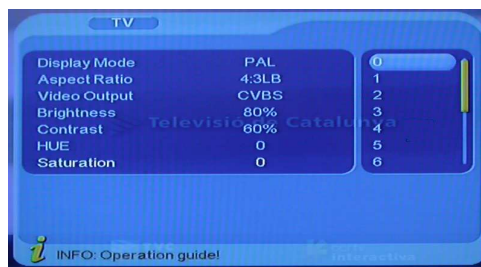 TV
Display Mode PAL 0
Aspect Ratio 4:3LB 1
Video Output CVBS 2
Brightness 80% 3
Televisió de Catalunya
Contrast 60% 4
HUE 0 5
Saturation 0 6
INFO: Operation guide!
interactiva